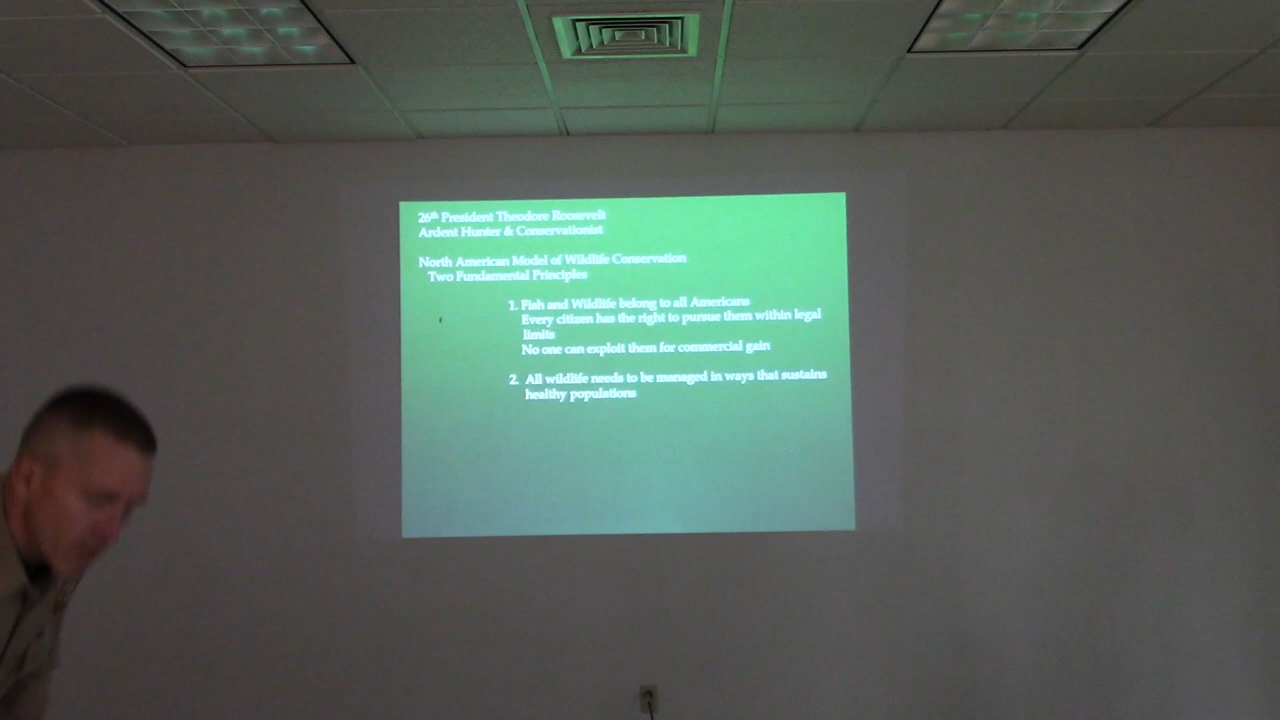 26th President Theodore Roosevelt
Ardent Hunter & Conservationist
North American Model of Wildlife Conservation
Two Fundamental Principles
1. Fish and Wildlife belong to all Americans
Every citizen has the right to pursue them within legal
limits
No one can exploit them for commercial gain
2. All wildlife needs to be managed in ways that sustains
healthy populations